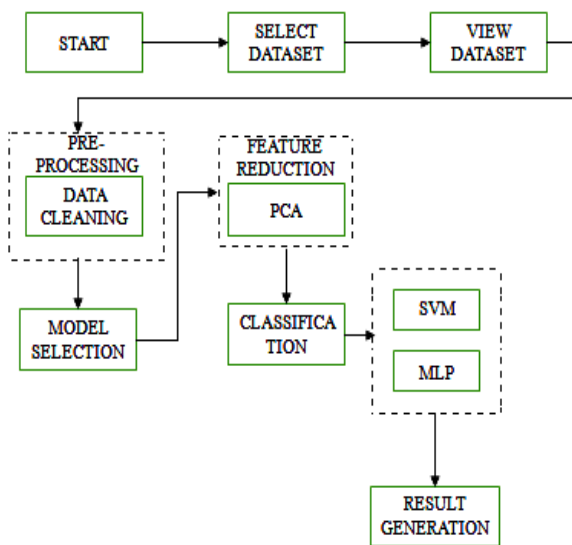 START
SELECT
DATASET
VIEW
DATASET
PRE-
PROCESSING
DATA
CLEANING
MODEL
SELECTION
FEATURE
REDUCTION
PCA
CLASSIFICA
TION
SVM
MLP
RESULT
GENERATION